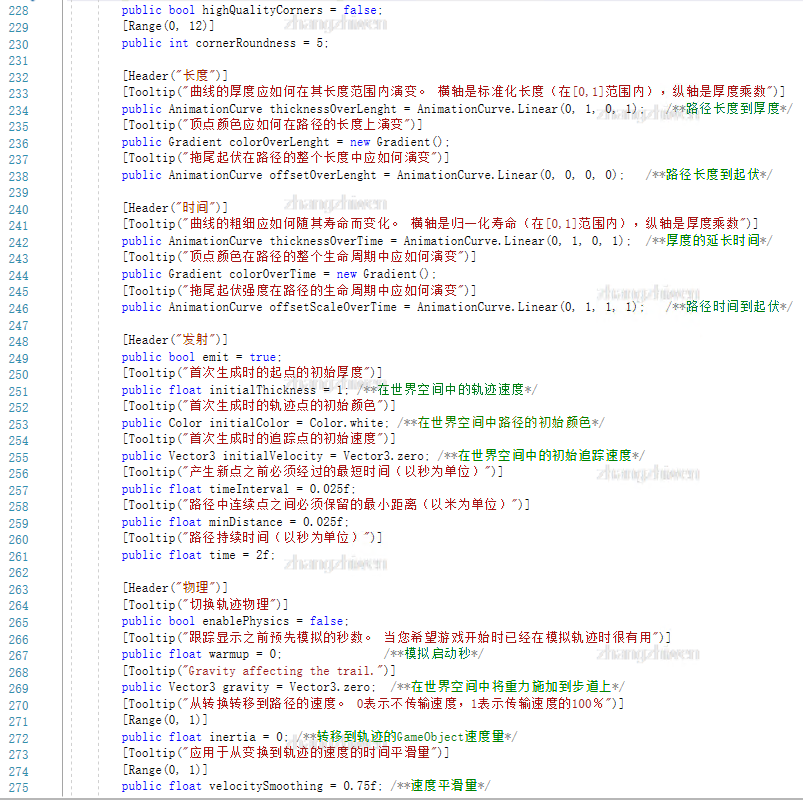 228 public bool highQualityCorners = false;
229 [Range(0, 12)]
230 public int cornerRoundness = 5;
231
232 [Header("长度")]
233 [Tooltip("曲线的厚度应如何在其长度范围内演变。 横轴是标准化长度（在[0,1]范围内），纵轴是厚度乘数")]
234 public AnimationCurve thicknessOverLenght = AnimationCurve.Linear(0, 1, 0, 1); /**路径长度到厚度*/
235 [Tooltip("顶点颜色应如何在路径的长度上演变")]
236 public Gradient colorOverLenght = new Gradient();
237 [Tooltip("拖尾起伏在路径的整个长度中应如何演变")]
238 public AnimationCurve offsetOverLenght = AnimationCurve.Linear(0, 0, 0, 0); /**路径长度到起伏*/
239
240 [Header("时间")]
241 [Tooltip("曲线的粗细应如何随其寿命而变化。 横轴是归一化寿命（在[0,1]范围内），纵轴是厚度乘数")]
242 public AnimationCurve thicknessOverTime = AnimationCurve.Linear(0, 1, 0, 1); /**厚度的延长时间*/
243 [Tooltip("顶点颜色在路径的整个生命周期中应如何演变")]
244 public Gradient colorOverTime = new Gradient();
245 [Tooltip("拖尾起伏强度在路径的生命周期中应如何演变")]
246 public AnimationCurve offsetScaleOverTime = AnimationCurve.Linear(0, 1, 1, 1); /**路径时间到起伏*/
247
248 [Header("发射")]
249 public bool emit = true;
250 [Tooltip("首次生成时的起点的初始厚度")]
251 public float initialThickness = 1; /**在世界空间中的轨迹速度*/
252 [Tooltip("首次生成时的轨迹点的初始颜色")]
253 public Color initialColor = Color.white; /**在世界空间中路径的初始颜色*/
254 [Tooltip("首次生成时的追踪点的初始速度")]
255 public Vector3 initialVelocity = Vector3.zero; /**在世界空间中的初始追踪速度*/
256 [Tooltip("产生新点之前必须经过的最短时间（以秒为单位）")]
257 public float timeInterval = 0.025f;
258 [Tooltip("路径中连续点之间必须保留的最小距离（以米为单位）")]
259 public float minDistance = 0.025f;
260 [Tooltip("路径持续时间（以秒为单位）")]
261 public float time = 2f;
262
263 [Header("物理")]
264 [Tooltip("切换轨迹物理")]
265 public bool enablePhysics = false;
266 [Tooltip("跟踪显示之前预先模拟的秒数。 当您希望游戏开始时已经在模拟轨迹时很有用")]
267 public float warmup = 0; /**模拟启动秒*/
268 [Tooltip("Gravity affecting the trail.")]
269 public Vector3 gravity = Vector3.zero; /**在世界空间中将重力施加到步道上*/
270 [Tooltip("从转换转移到路径的速度。 0表示不传输速度，1表示传输速度的100％")]
271 [Range(0, 1)]
272 public float inertia = 0; /**转移到轨迹的GameObject速度量*/
273 [Tooltip("应用于从变换到轨迹的速度的时间平滑量")]
274 [Range(0, 1)]
275 public float velocitySmoothing = 0.75f; /**速度平滑量*/